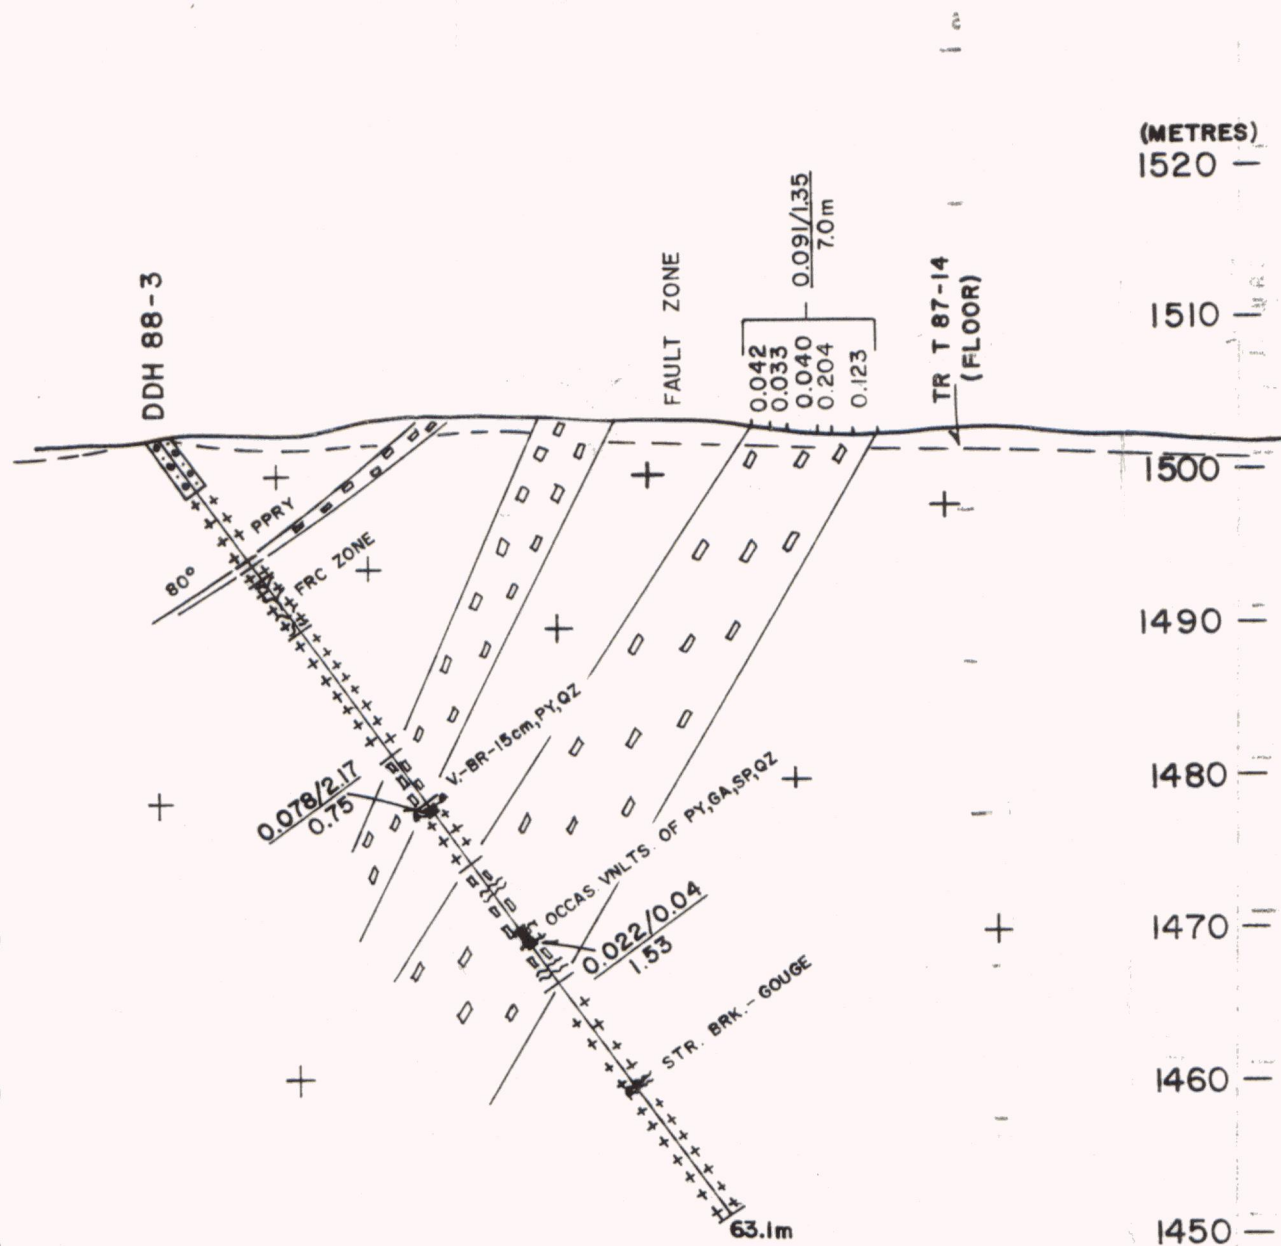 (METRES)
1520
1510
1500
1490
1480
1470
1460
1450
DDH 88-3
FAULT ZONE
0.091/1.35
7.0m
0.042
0.033
0.040
0.204
0.123
TR T 87-14
(FLOOR)
PPRY
80°
FRC ZONE
V.-BR-15cm,PY,QZ
0.078/2.17
0.75
OCCAS. VNLTS. OF PY,GA,SP,QZ
0.022/0.04
1.53
STR. BRK.-GOUGE
63.1m